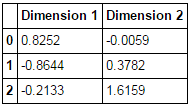 Dimension 1 Dimension 2
0 0.8252 -0.0059
1 -0.8644 0.3782
2 -0.2133 1.6159